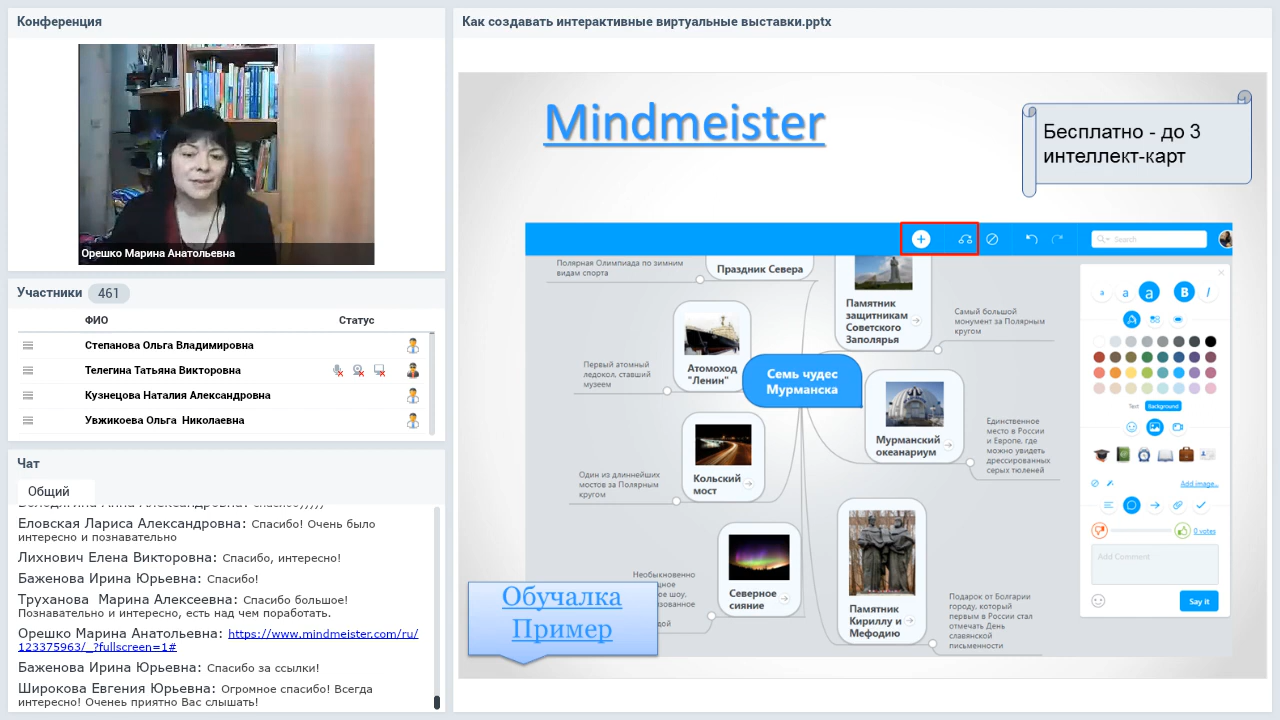 Конференция
Орешко Марина Анатольевна
Участники 461
ФИО Статус
Степанова Ольга Владимировна
Телегина Татьяна Викторовна
Кузнецова Наталия Александровна
Увжикоева Ольга Николаевна
Чат
Общий
Еловская Лариса Александровна: Спасибо! Очень было
интересно и познавательно
Лихнович Елена Викторовна: Спасибо, интересно!
Баженова Ирина Юрьевна: Спасибо!
Труханова Марина Алексеевна: Спасибо большое!
Познавательно и интересно, есть над чем поработать.
Орешко Марина Анатольевна: https://www.mindmeister.com/ru/
123375963/_?fullscreen=1#
Баженова Ирина Юрьевна: Спасибо за ссылки!
Широкова Евгения Юрьевна: Огромное спасибо! Всегда
интересно! Оченеь приятно Вас слышать!
Как создавать интерактивные виртуальные выставки.pptx
Mindmeister
Бесплатно - до 3
интеллект-карт
Search
Полярная Олимпиада по зимним
видам спорта
Праздник Севера
Памятник
защитникам
Советского
Заполярья
Самый большой
монумент за Полярным
кругом
Первый атомный
ледокол, ставший
музеем
Атомоход
"Ленин"
Семь чудес
Мурманска
Мурманский
океанариум
Единственное
место в России
и Европе, где
можно увидеть
дрессированных
серых тюленей
Один из длиннейших
мостов за Полярным
кругом
Кольский
мост
Необыкновенно
Северное
сияние
Памятник
Кириллу и
Мефодию
Подарок от Болгарии
городу, который
первым в России стал
отмечать День
славянской
письменности
Обучалка
Пример
a a a B I
Text Background
Add image...
0 votes
Add Comment
Say It